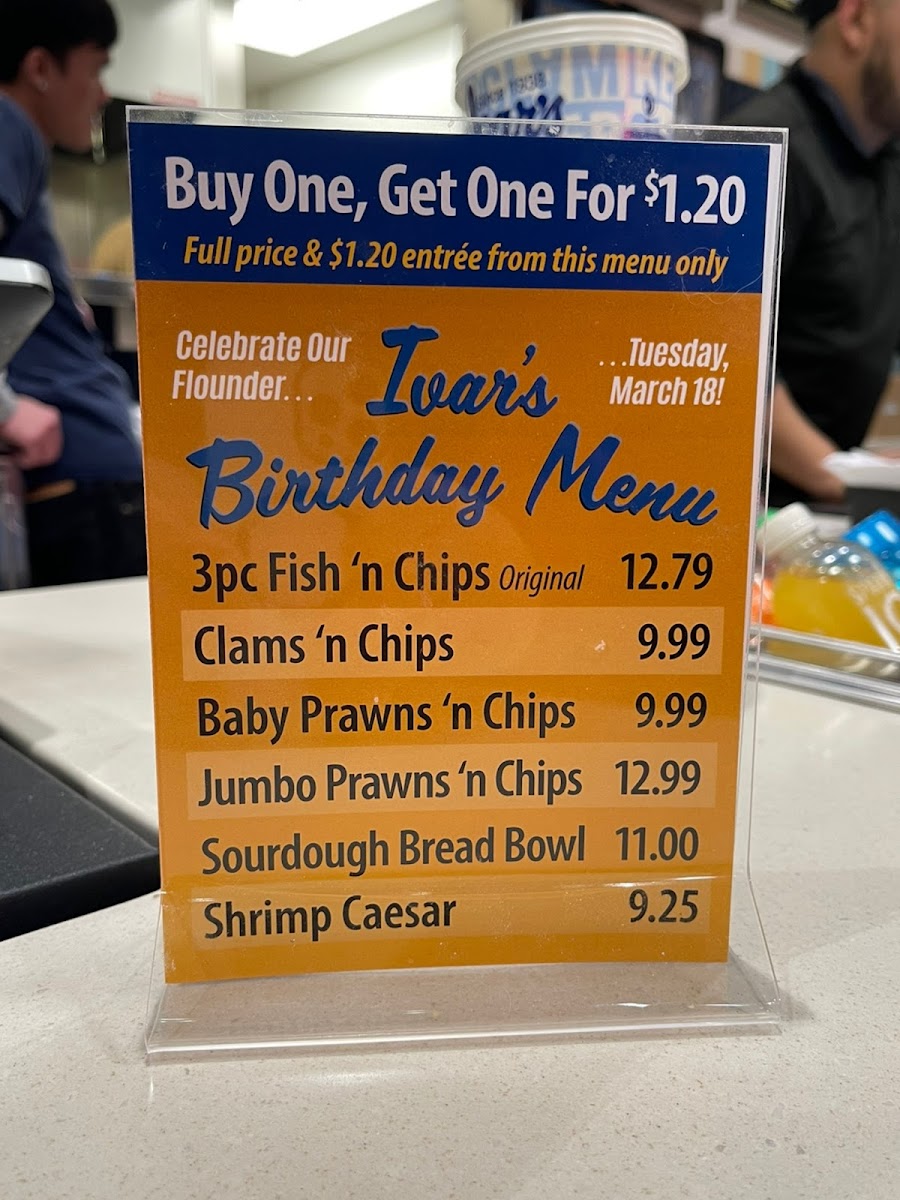 Buy One, Get One For $1.20
Full price & $1.20 entrée from this menu only
Celebrate Our
Flounder...
Ivar's
...Tuesday,
March 18!
Birthday Menu
3pc Fish ‘n Chips Original 12.79
Clams ‘n Chips 9.99
Baby Prawns ‘n Chips 9.99
Jumbo Prawns ‘n Chips 12.99
Sourdough Bread Bowl 11.00
Shrimp Caesar 9.25